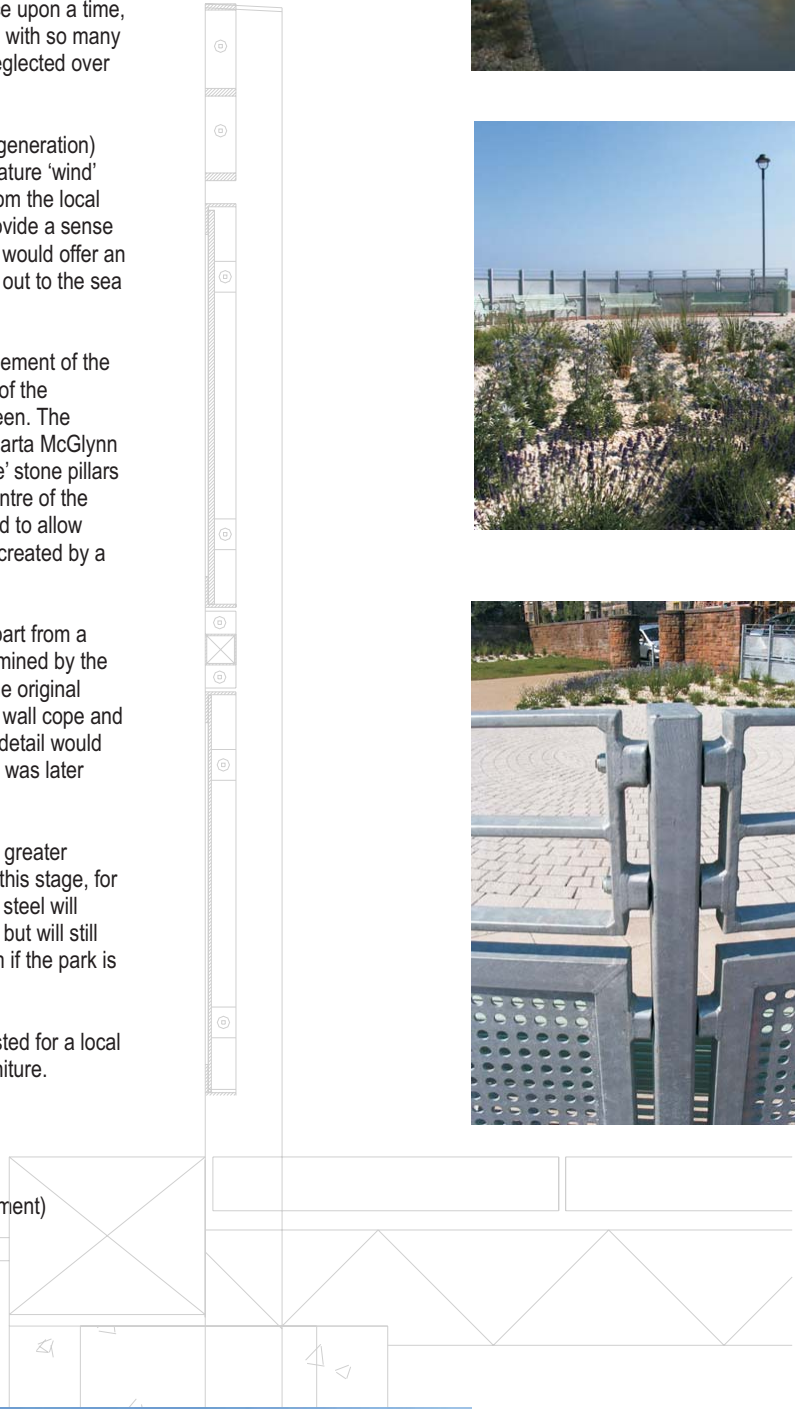 e upon a time,
with so many
eglected over
generation)
ature ‘wind’
om the local
ovide a sense
would offer an
out to the sea
ement of the
of the
een. The
arta McGlynn
e’ stone pillars
ntre of the
d to allow
created by a
part from a
mined by the
e original
wall cope and
detail would
was later
greater
this stage, for
steel will
but will still
n if the park is
sted for a local
niture.
ment)